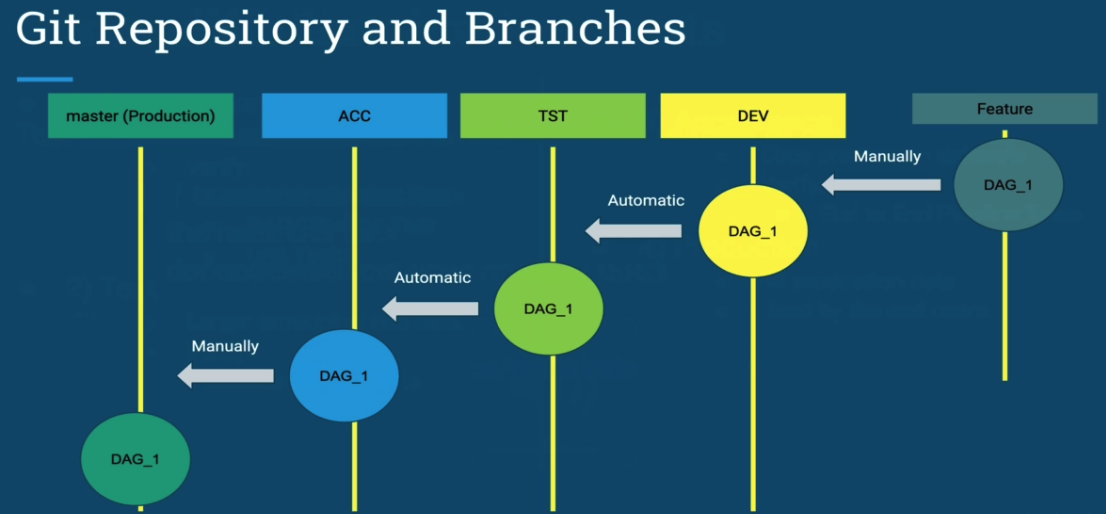 Git Repository and Branches
master (Production)
ACC
TST
DEV
Feature
Manually
DAG_1
Automatic
DAG_1
Automatic
DAG_1
Manually
DAG_1
DAG_1